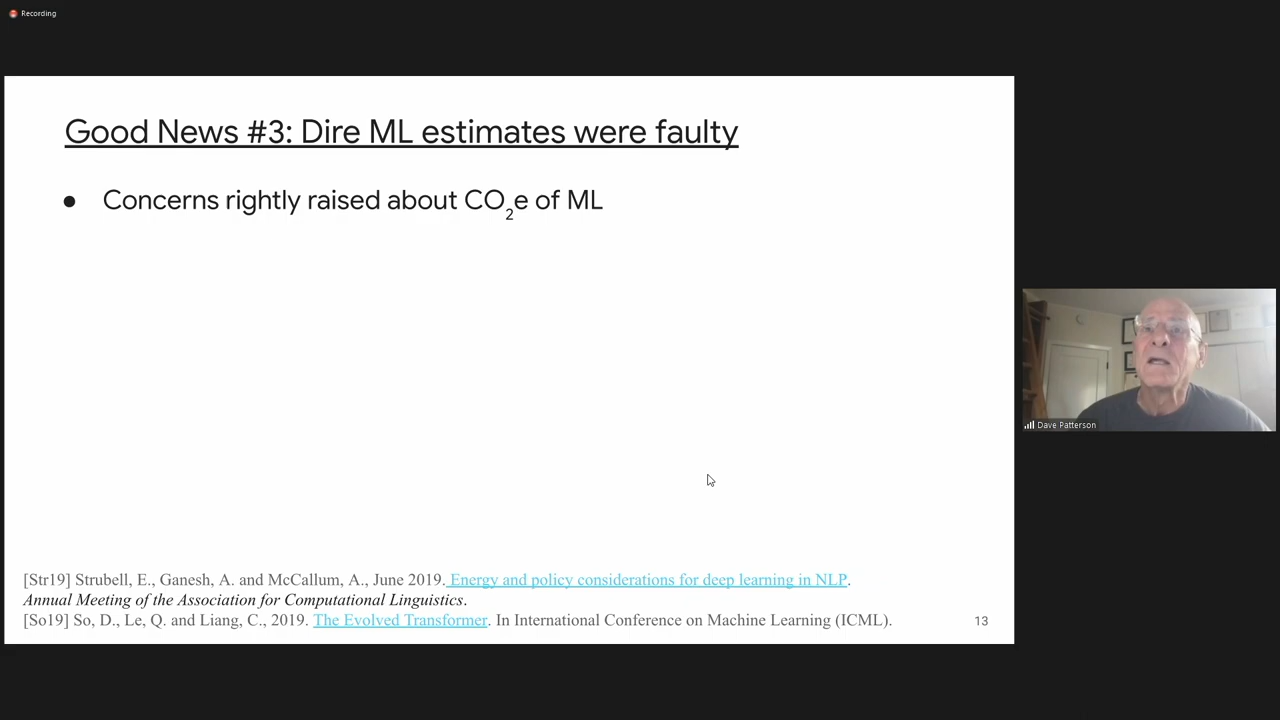 Recording
Good News #3: Dire ML estimates were faulty
● Concerns rightly raised about CO2e of ML
Dave Patterson
[Str19] Strubell, E., Ganesh, A. and McCallum, A., June 2019. Energy and policy considerations for deep learning in NLP.
Annual Meeting of the Association for Computational Linguistics.
[So19] So, D., Le, Q. and Liang, C., 2019. The Evolved Transformer. In International Conference on Machine Learning (ICML).
13